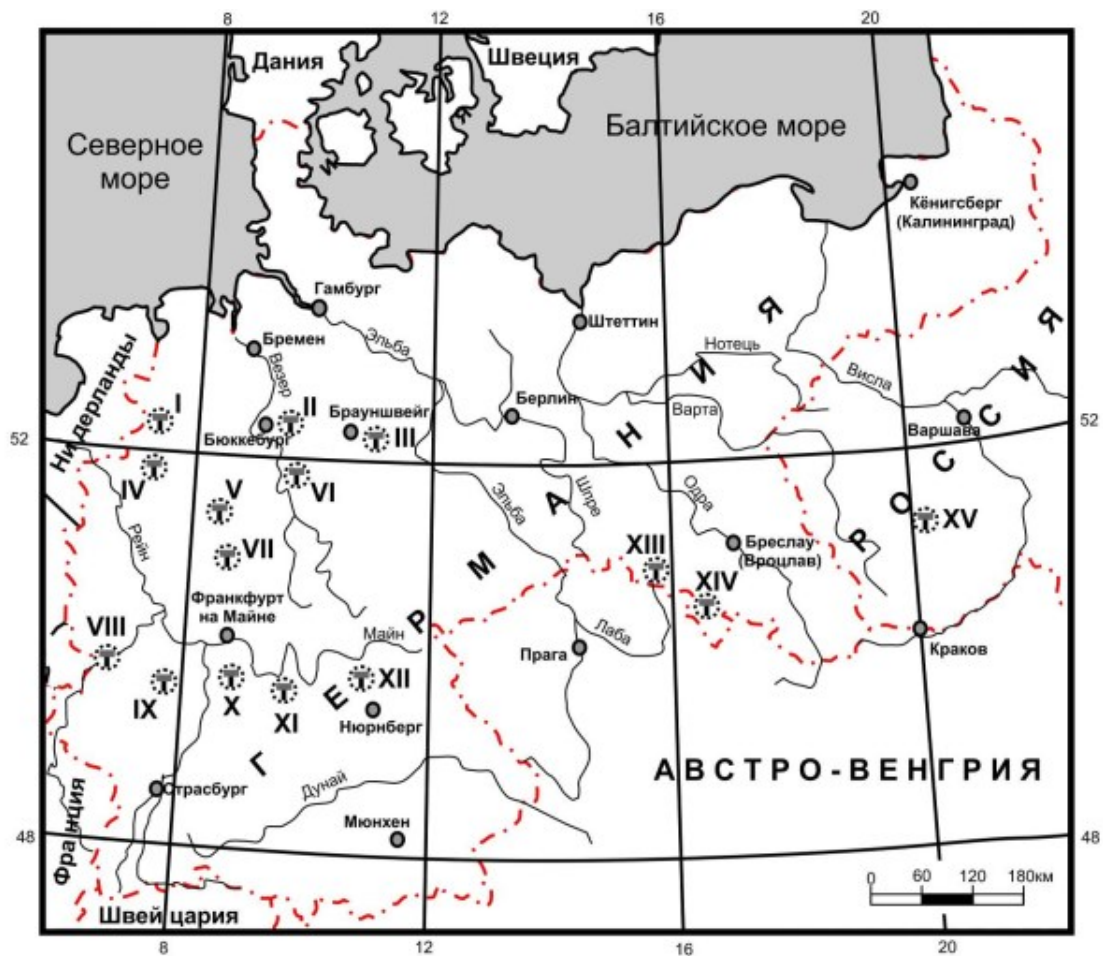 8
12
16
20
Дания
Швеция
Северное
море
Балтийское море
Кёнигсберг
(Калининград)
Гамбург
Штеттин
Бремен
Эльба
Везер
Нидерланды
Нотець
Висла
I
II
Брауншвейг
III
Берлин
Варта
Варшава
Бюккебург
52
52
IV
V
VI
Эльба
Шпре
Одра
XV
Рейн
VII
XIII
Бреслау
(Вроцлав)
XIV
Франкфурт
на Майне
VIII
Майн
Лаба
Прага
Краков
IX
X
XI
XII
Нюрнберг
ГЕРМАНИЯ
РОССИЯ
АВСТРО-ВЕНГРИЯ
Страсбург
Дунай
Франция
Мюнхен
48
48
0
60
120
180км
Швейцария
8
12
16
20